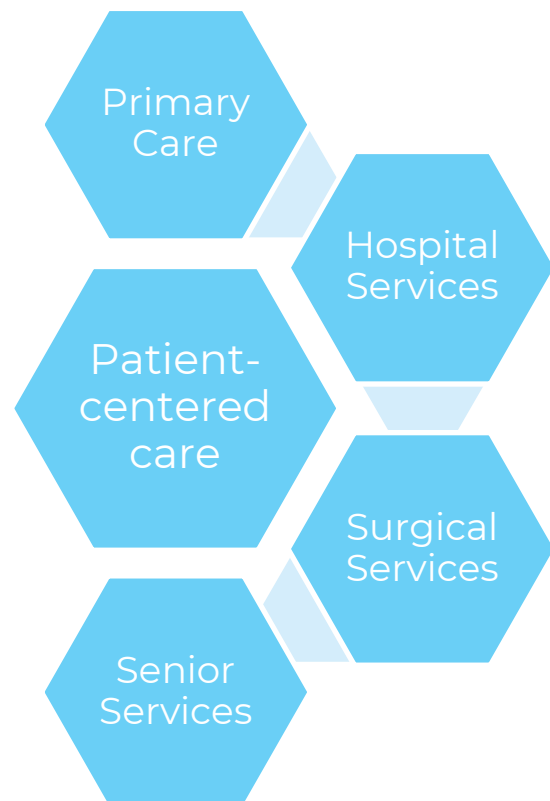 Primary
Care
Hospital
Services
Patient-
centered
care
Surgical
Services
Senior
Services